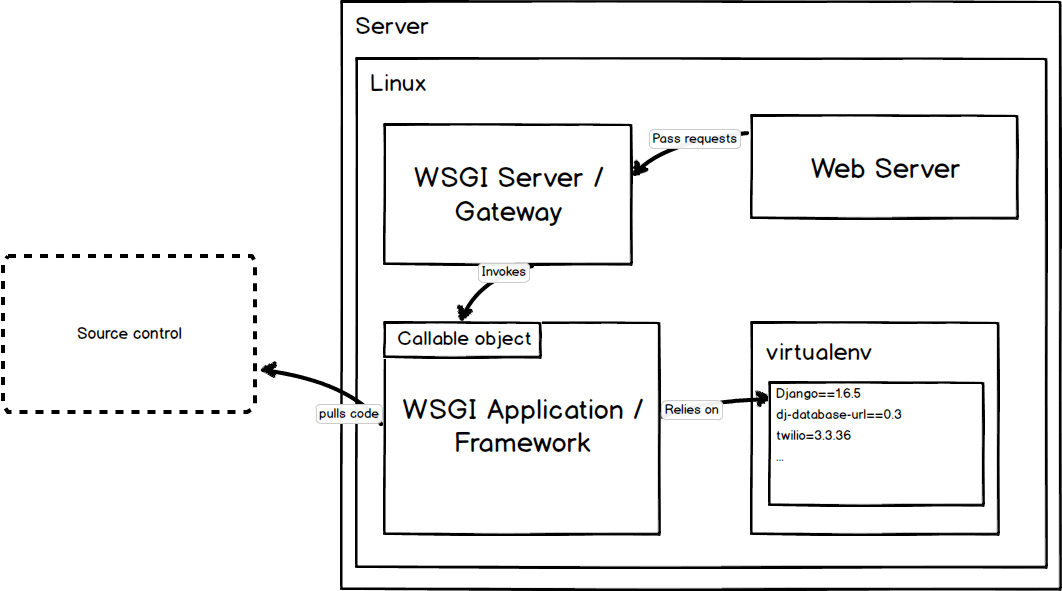 Server
Linux
WSGI Server /
Gateway
Pass requests
Web Server
Invokes
Source control
Callable object
WSGI Application /
Framework
pulls code
Relies on
virtualenv
Django==1.6.5
dj-database-url==0.3
twilio=3.3.36
...